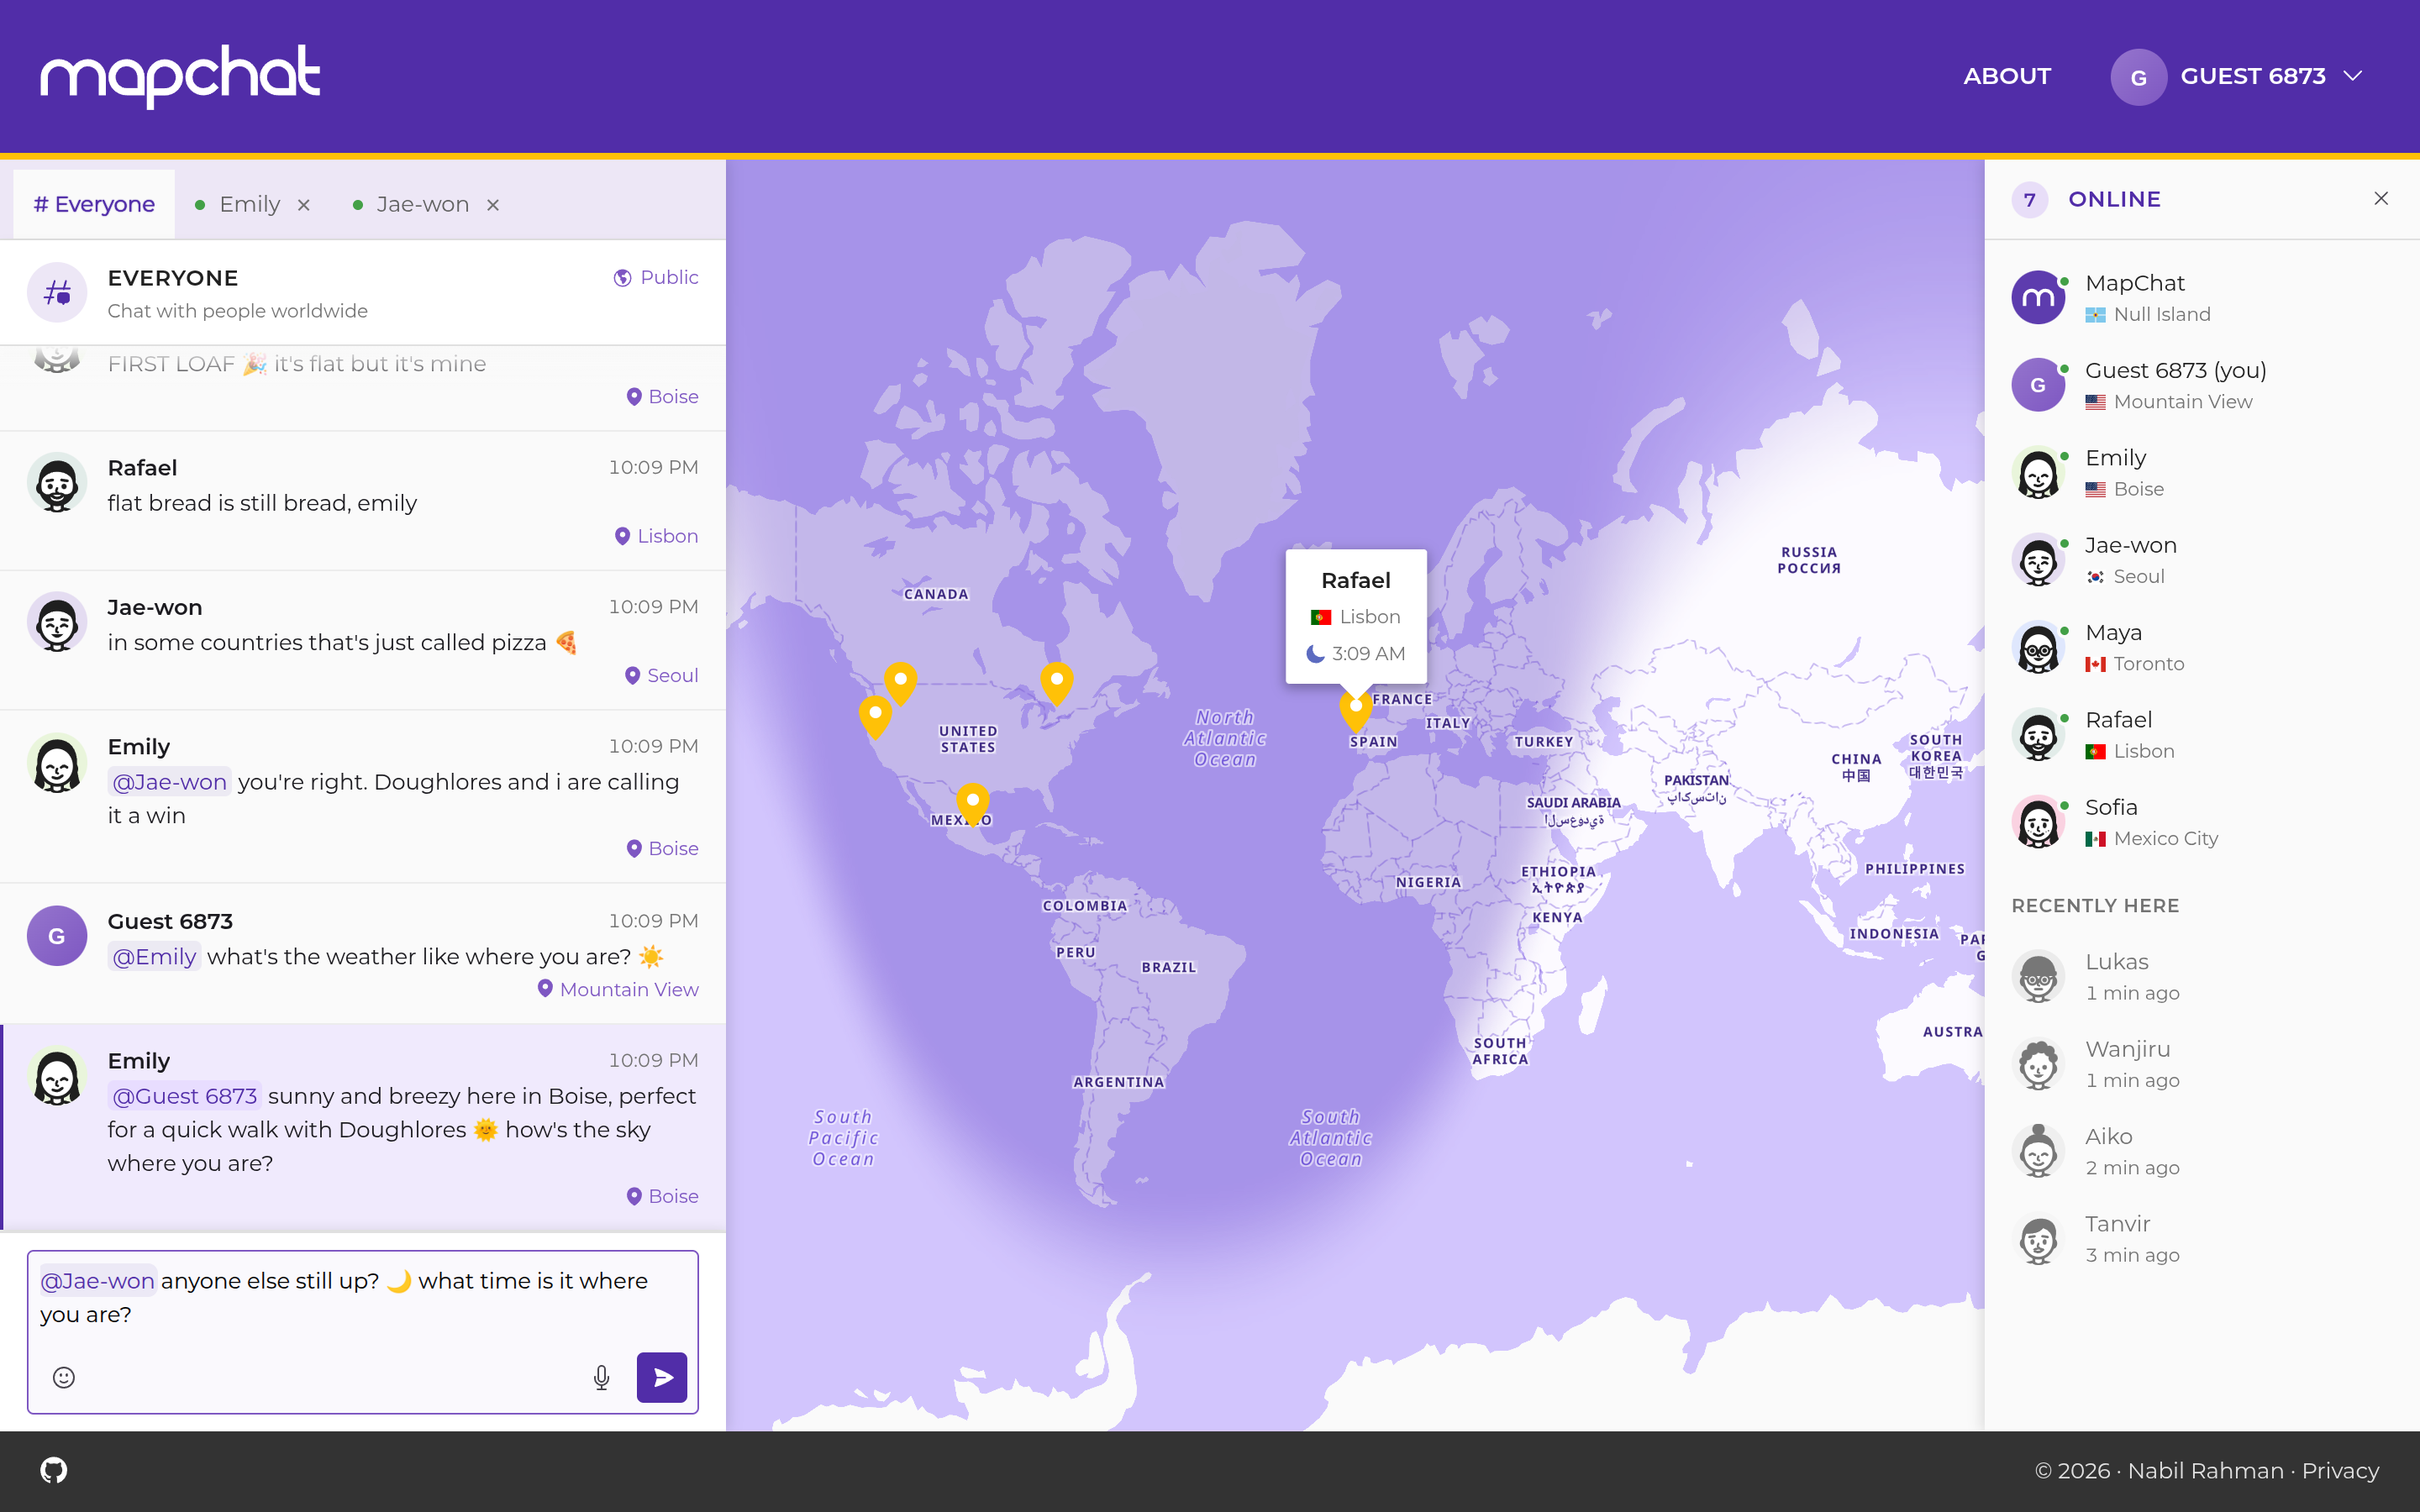 mapchat
ABOUT
G
GUEST 6873
# Everyone
Emily
Jae-won
EVERYONE
Public
Chat with people worldwide
FIRST LOAF 🎉 it's flat but it's mine
Boise
Rafael
10:09 PM
flat bread is still bread, emily
Lisbon
Jae-won
10:09 PM
in some countries that's just called pizza 🍕
Seoul
Emily
10:09 PM
@Jae-won you're right. Doughlores and i are calling
it a win
Boise
G
Guest 6873
10:09 PM
@Emily what's the weather like where you are? ☀️
Mountain View
Emily
10:09 PM
@Guest 6873 sunny and breezy here in Boise, perfect
for a quick walk with Doughlores 🌞 how's the sky
where you are?
Boise
@Jae-won anyone else still up? 🌙 what time is it where
you are?
Rafael
Lisbon
3:09 AM
RUSSIA
РОССИЯ
CANADA
UNITED
STATES
North
Atlantic
Ocean
FRANCE
ITALY
SPAIN
TURKEY
CHINA
中国
SOUTH
KOREA
대한민국
PAKISTAN
پاکستان
SAUDI ARABIA
السعودية
MEXICO
PHILIPPINES
ETHIOPIA
ኢትዮጵያ
NIGERIA
COLOMBIA
KENYA
INDONESIA
PAP
G
PERU
BRAZIL
AUSTRA
SOUTH
AFRICA
ARGENTINA
South
Pacific
Ocean
South
Atlantic
Ocean
7
ONLINE
m
MapChat
Null Island
G
Guest 6873 (you)
Mountain View
Emily
Boise
Jae-won
Seoul
Maya
Toronto
Rafael
Lisbon
Sofia
Mexico City
RECENTLY HERE
Lukas
1 min ago
Wanjiru
1 min ago
Aiko
2 min ago
Tanvir
3 min ago
© 2026 · Nabil Rahman · Privacy